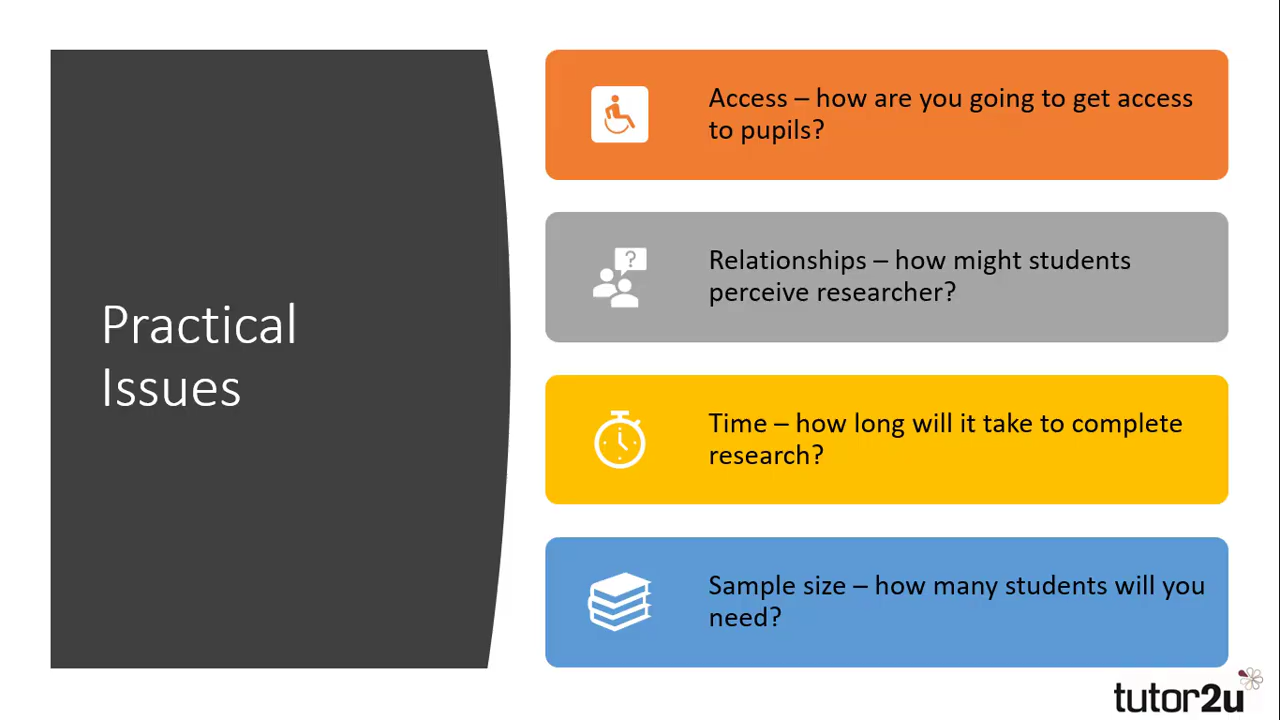 Practical
Issues
Access – how are you going to get access
to pupils?
?
Relationships – how might students
perceive researcher?
Time – how long will it take to complete
research?
Sample size – how many students will you
need?
tutor2u